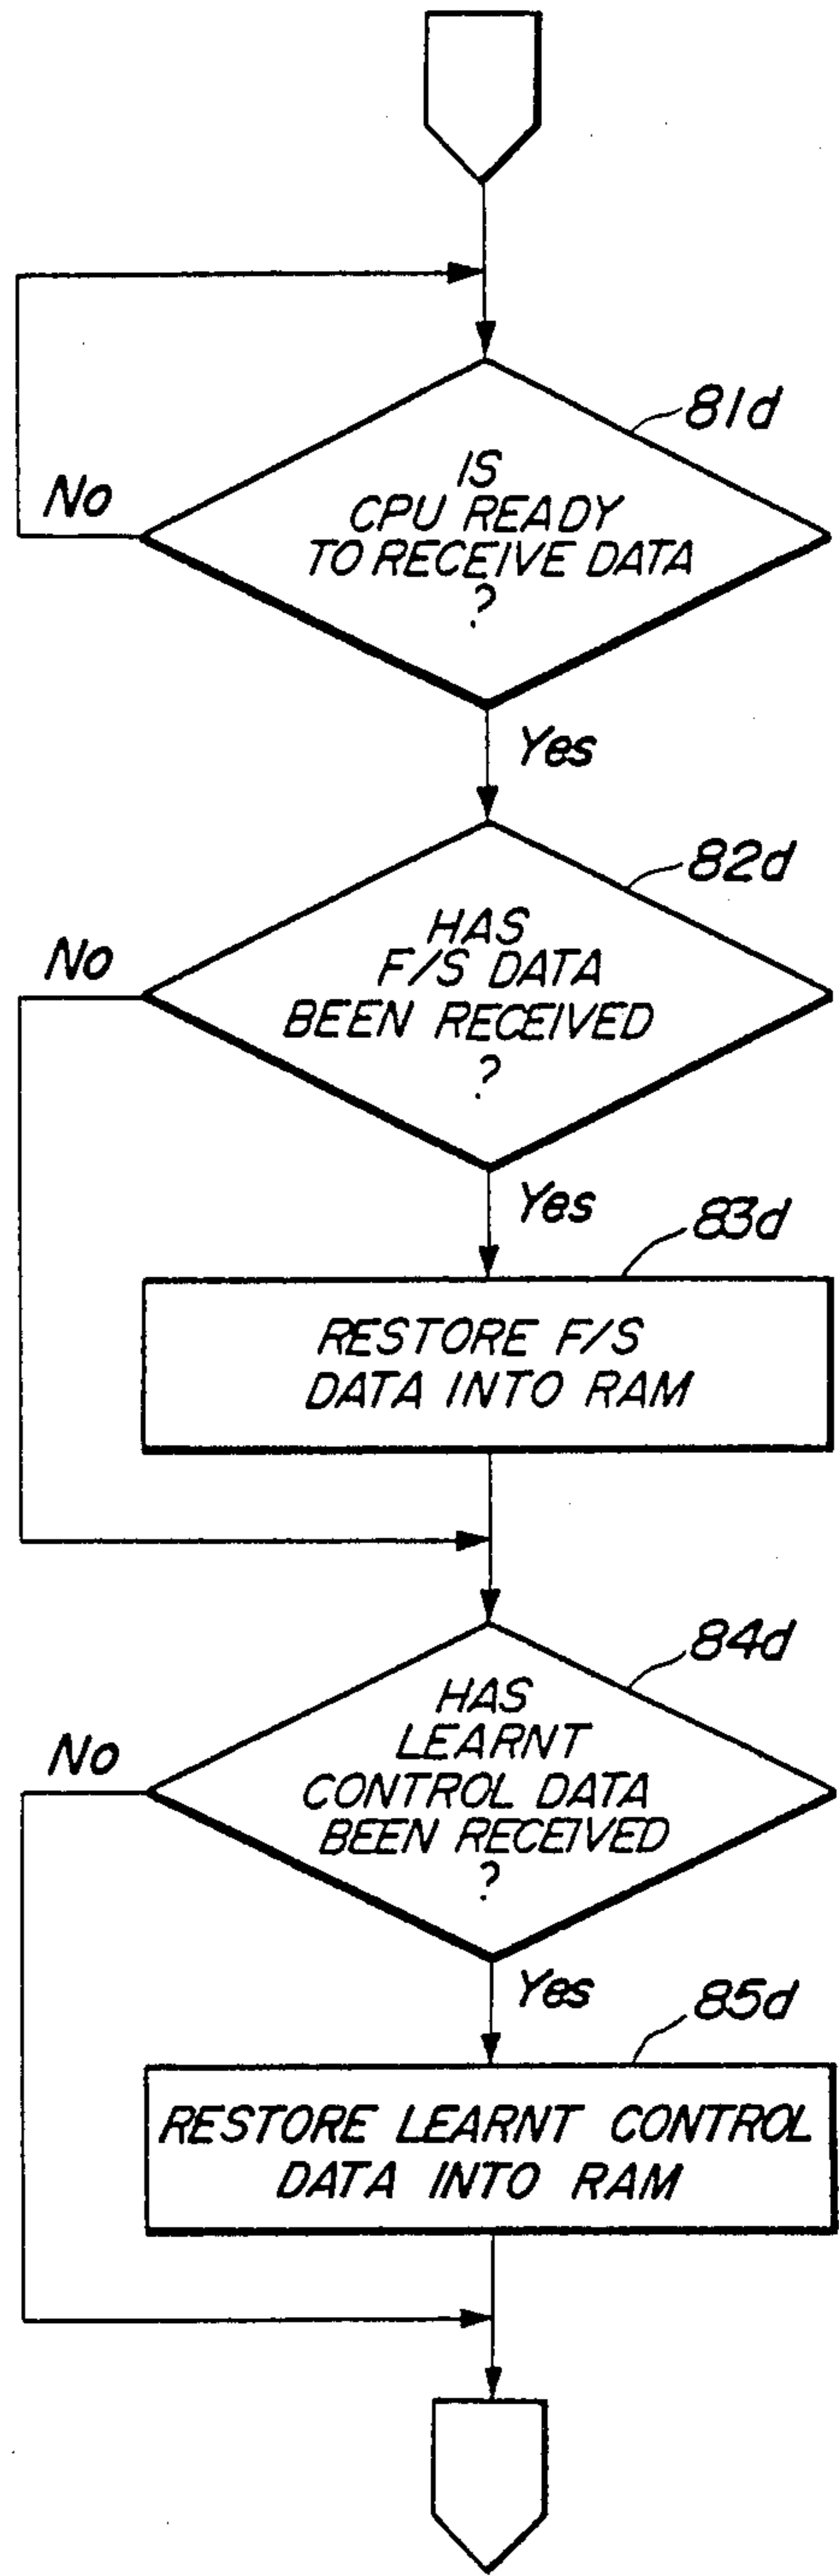 81d
IS
CPU READY
TO RECEIVE DATA
?
No
Yes
82d
HAS
F/S DATA
BEEN RECEIVED
?
No
Yes
83d
RESTORE F/S
DATA INTO RAM
84d
HAS
LEARNT
CONTROL DATA
BEEN RECEIVED
?
No
Yes
85d
RESTORE LEARNT CONTROL
DATA INTO RAM